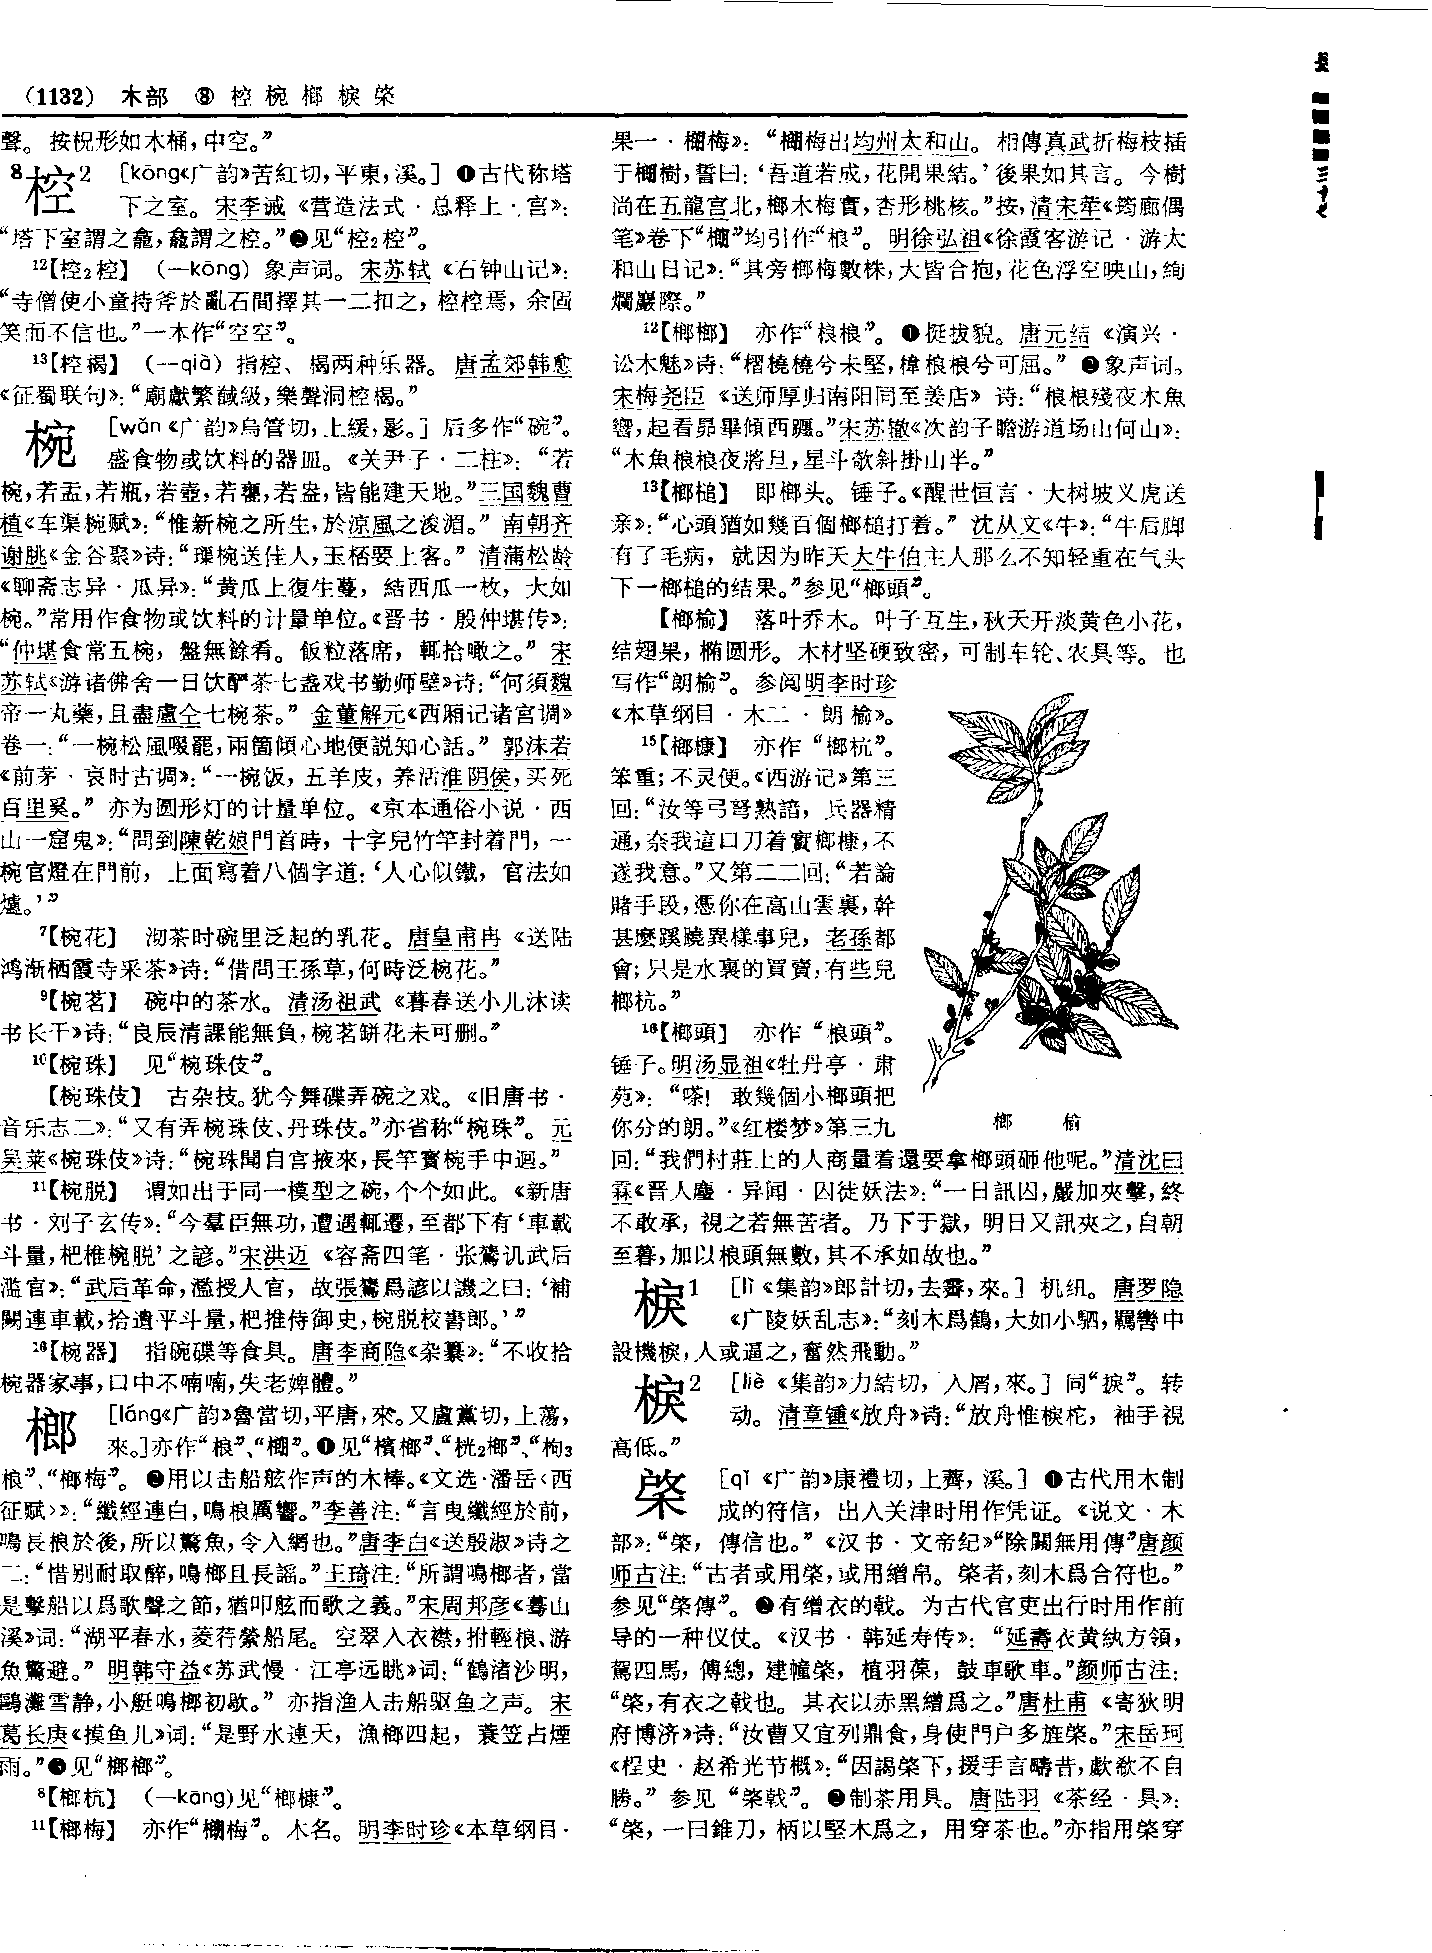 (1132) 木部 ⑧ 椌椀榔棙棨
聲。按柷形如木桶，中空。”
8椌2 [kōng《广韵》苦紅切，平東，溪。] ❶古代称塔
下之室。宋李诫《营造法式·总释上·宫》：
“塔下室謂之龕，龕謂之椌。”❷见“椌2椌”。
12【椌2椌】 (—kōng) 象声词。宋苏轼《石钟山记》：
“寺僧使小童持斧於亂石間擇其一二扣之，椌椌焉，余固
笑而不信也。”一本作“空空”。
13【椌楬】 (—qià) 指椌、楬两种乐器。唐孟郊韩愈
《征蜀联句》：“廟獻繁馘級，樂聲洞椌楬。”
椀 [wǎn《广韵》烏管切，上緩，影。] 后多作“碗”。
盛食物或饮料的器皿。《关尹子·二柱》：“若
椀，若盂，若瓶，若壺，若甕，若盎，皆能建天地。”三国魏曹
植《车渠椀赋》：“惟新椀之所生，於涼風之浚湄。”南朝齐
谢朓《金谷聚》诗：“璖椀送佳人，玉桮要上客。”清蒲松龄
《聊斋志异·瓜异》：“黄瓜上復生蔓，結西瓜一枚，大如
椀。”常用作食物或饮料的计量单位。《晋书·殷仲堪传》：
“仲堪食常五椀，盤無餘肴。飯粒落席，輒拾噉之。”宋
苏轼《游诸佛舍一日饮酽茶七盏戏书勤师壁》诗：“何須魏
帝一丸藥，且盡盧仝七椀茶。”金董解元《西厢记诸宫调》
卷一：“一椀松風啜罷，兩箇傾心地便説知心話。”郭沫若
《前茅·哀时古调》：“一椀饭，五羊皮，养活淮阴侯，买死
百里奚。”亦为圆形灯的计量单位。《京本通俗小说·西
山一窟鬼》：“問到陳乾娘門首時，十字兒竹竿封着門，一
椀官燈在門前，上面寫着八個字道：‘人心似鐵，官法如
爐。’”
7【椀花】 沏茶时碗里泛起的乳花。唐皇甫冉《送陆
鸿渐栖霞寺采茶》诗：“借問王孫草，何時泛椀花。”
9【椀茗】 碗中的茶水。清汤祖武《暮春送小儿沐读
书长干》诗：“良辰清課能無負，椀茗缾花未可删。”
10【椀珠】 见“椀珠伎”。
【椀珠伎】 古杂技。犹今舞碟弄碗之戏。《旧唐书·
音乐志二》：“又有弄椀珠伎、丹珠伎。”亦省称“椀珠”。元
吴莱《椀珠伎》诗：“椀珠聞自宫掖來，長竿寶椀手中迴。”
11【椀脱】 谓如出于同一模型之碗，个个如此。《新唐
书·刘子玄传》：“今羣臣無功，遭遇輒遷，至都下有‘車載
斗量，杷椎椀脱’之諺。”宋洪迈《容斋四笔·张鷟讥武后
滥官》：“武后革命，濫授人官，故張鷟爲諺以譏之曰：‘補
闕連車載，拾遺平斗量，杷推侍御史，椀脱校書郎。’”
16【椀器】 指碗碟等食具。唐李商隐《杂纂》：“不收拾
椀器家事，口中不喃喃，失老婢體。”
榔 [láng《广韵》魯當切，平唐，來。又盧黨切，上蕩，
來。]亦作“桹”、“㮾”。❶见“檳榔”、“桄2榔”、“枸3
桹”、“榔梅”。❷用以击船舷作声的木棒。《文选·潘岳〈西
征赋〉》：“纖經連白，鳴桹厲響。”李善注：“言曳纖經於前，
鳴長桹於後，所以驚魚，令入網也。”唐李白《送殷淑》诗之
二：“惜别耐取醉，鳴榔且長謡。”王琦注：“所謂鳴榔者，當
是擊船以爲歌聲之節，猶叩舷而歌之義。”宋周邦彦《蓦山
溪》词：“湖平春水，菱荇縈船尾。空翠入衣襟，拊輕桹、游
魚驚避。”明韩守益《苏武慢·江亭远眺》词：“鶴渚沙明，
鷗灘雪静，小艇鳴榔初歇。”亦指渔人击船驱鱼之声。宋
葛长庚《摸鱼儿》词：“是野水連天，漁榔四起，蓑笠占煙
雨。”❸见“榔榔”。
8【榔杭】 (—kāng)见“榔槺”。
11【榔梅】 亦作“㮾梅”。木名。明李时珍《本草纲目·
果一·㮾梅》：“㮾梅出均州太和山。相傳真武折梅枝插
于㮾樹，誓曰：‘吾道若成，花開果結。’後果如其言。今樹
尚在五龍宫北，榔木梅實，杏形桃核。”按，清宋荦《筠廊偶
笔》卷下“㮾”均引作“桹”。明徐弘祖《徐霞客游记·游太
和山日记》：“其旁榔梅數株，大皆合抱，花色浮空映山，絢
爛巖際。”
12【榔榔】 亦作“桹桹”。❶挺拔貌。唐元结《演兴·
讼木魅》诗：“榴橈橈兮未堅，樟桹桹兮可屈。”❷象声词。
宋梅尧臣《送师厚归南阳同至姜店》诗：“桹桹殘夜木魚
響，起看昴畢傾西疆。”宋苏辙《次韵子瞻游道场山何山》：
“木魚桹桹夜將旦，星斗欹斜掛山半。”
13【榔槌】 即榔头。锤子。《醒世恒言·大树坡义虎送
亲》：“心頭猶如幾百個榔槌打着。”沈从文《牛》：“牛后脚
有了毛病，就因为昨天大牛伯主人那么不知轻重在气头
下一榔槌的结果。”参见“榔頭”。
【榔榆】 落叶乔木。叶子互生，秋天开淡黄色小花，
结翅果，椭圆形。木材坚硬致密，可制车轮、农具等。也
写作“朗榆”。参阅明李时珍
《本草纲目·木二·朗榆》。
15【榔槺】 亦作“榔杭”。
笨重；不灵便。《西游记》第三
回：“汝等弓弩熟諳，兵器精
通，奈我這口刀着實榔槺，不
遂我意。”又第二二回：“若論
賭手段，憑你在高山雲裏，幹
甚麽蹊蹺異樣事兒，老孫都
會；只是水裏的買賣，有些兒
榔杭。”
16【榔頭】 亦作“桹頭”。
锤子。明汤显祖《牡丹亭·肃
苑》：“嗏！敢幾個小榔頭把
你分的朗。”《红楼梦》第三九
回：“我們村莊上的人商量着還要拿榔頭砸他呢。”清沈曰
霖《晋人麈·异闻·囚徒妖法》：“一日訊囚，嚴加夾擊，終
不敢承，視之若無苦者。乃下于獄，明日又訊夾之，自朝
至暮，加以桹頭無數，其不承如故也。”
榔 榆
棙1 [lì《集韵》郎計切，去霽，來。] 机纽。唐罗隐
《广陵妖乱志》：“刻木爲鶴，大如小駟，羈轡中
設機棙，人或逼之，奮然飛動。”
棙2 [liè《集韵》力結切，入屑，來。] 同“捩”。转
动。清章锺《放舟》诗：“放舟惟棙柁，袖手視
高低。”
棨 [qǐ《广韵》康禮切，上薺，溪。] ❶古代用木制
成的符信，出入关津时用作凭证。《说文·木
部》：“棨，傳信也。”《汉书·文帝纪》“除關無用傳”唐颜
师古注：“古者或用棨，或用繒帛。棨者，刻木爲合符也。”
参见“棨傳”。❷有缯衣的戟。为古代官吏出行时用作前
导的一种仪仗。《汉书·韩延寿传》：“延壽衣黄紈方領，
駕四馬，傅總，建幢棨，植羽葆，鼓車歌車。”颜师古注：
“棨，有衣之戟也。其衣以赤黑繒爲之。”唐杜甫《寄狄明
府博济》诗：“汝曹又宜列鼎食，身使門户多旌棨。”宋岳珂
《桯史·赵希光节概》：“因謁棨下，援手言疇昔，歔欷不自
勝。”参见“棨戟”。❸制茶用具。唐陆羽《茶经·具》：
“棨，一曰錐刀，柄以堅木爲之，用穿茶也。”亦指用棨穿